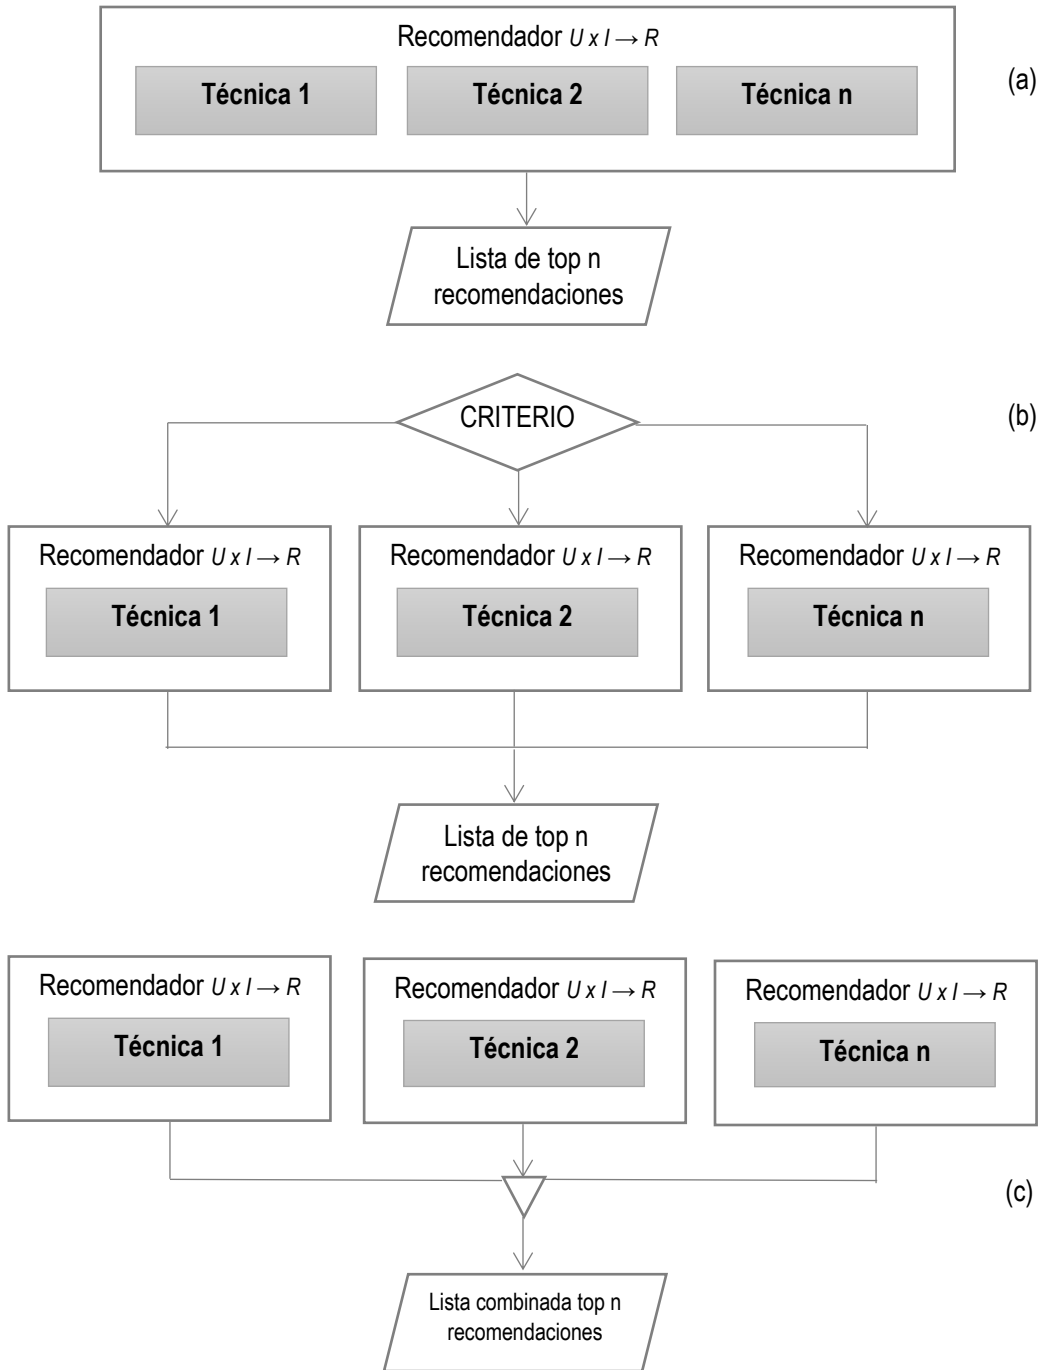 Recomendador U x I → R
Técnica 1
Técnica 2
Técnica n
(a)
Lista de top n
recomendaciones
CRITERIO
(b)
Recomendador U x I → R
Técnica 1
Recomendador U x I → R
Técnica 2
Recomendador U x I → R
Técnica n
Lista de top n
recomendaciones
Recomendador U x I → R
Técnica 1
Recomendador U x I → R
Técnica 2
Recomendador U x I → R
Técnica n
(c)
Lista combinada top n
recomendaciones